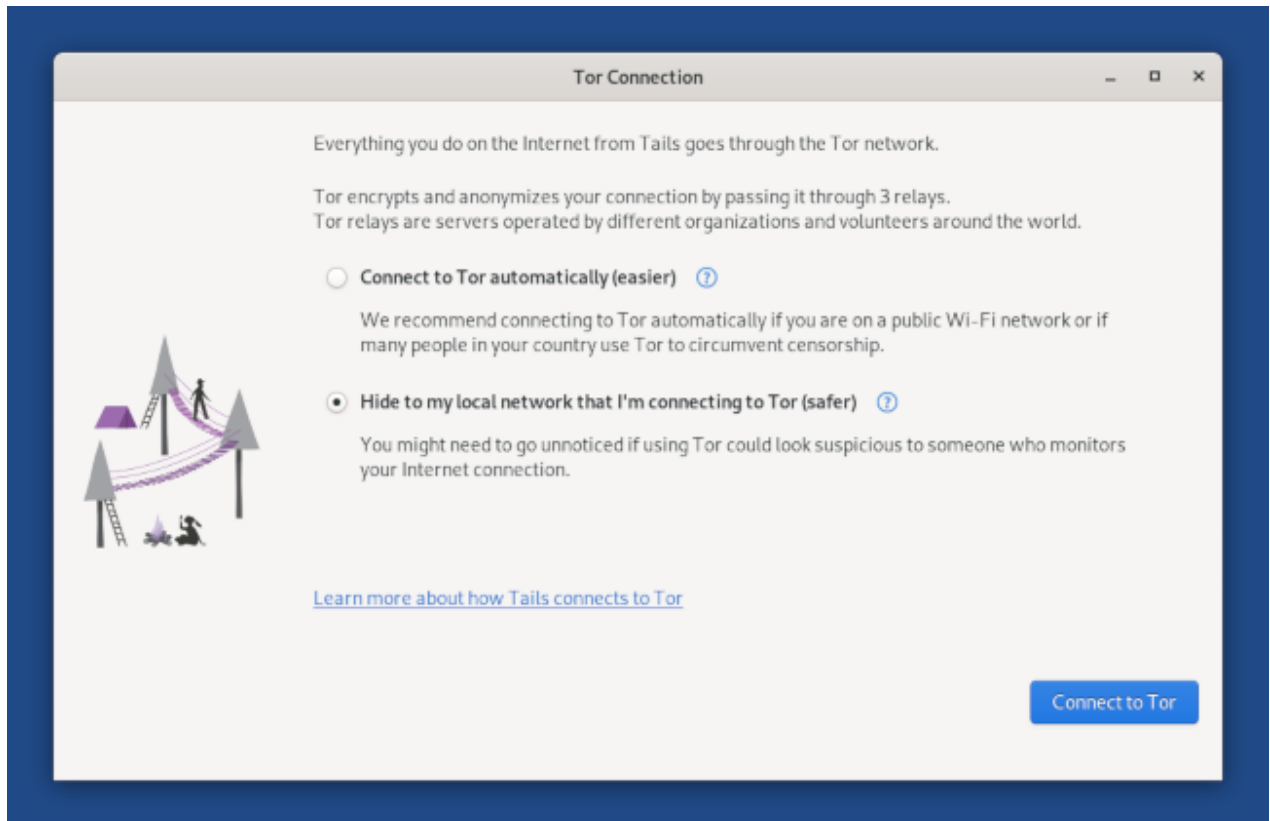 Tor Connection
Everything you do on the Internet from Tails goes through the Tor network.
Tor encrypts and anonymizes your connection by passing it through 3 relays.
Tor relays are servers operated by different organizations and volunteers around the world.
Connect to Tor automatically (easier) ?
We recommend connecting to Tor automatically if you are on a public Wi-Fi network or if
many people in your country use Tor to circumvent censorship.
Hide to my local network that I'm connecting to Tor (safer) ?
You might need to go unnoticed if using Tor could look suspicious to someone who monitors
your Internet connection.
Learn more about how Tails connects to Tor
Connect to Tor